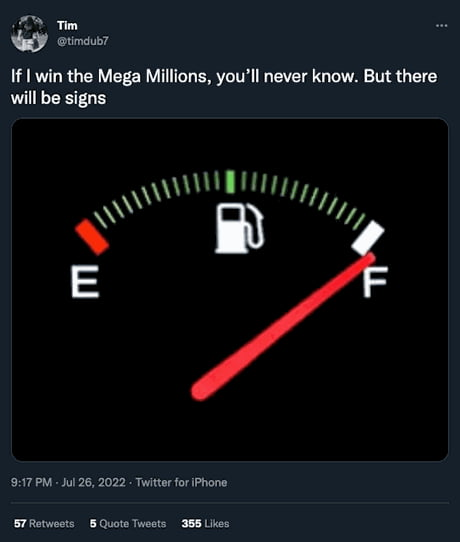 Tim
@timdub7
If I win the Mega Millions, you’ll never know. But there
will be signs
E
F
9:17 PM · Jul 26, 2022 · Twitter for iPhone
57 Retweets 5 Quote Tweets 355 Likes